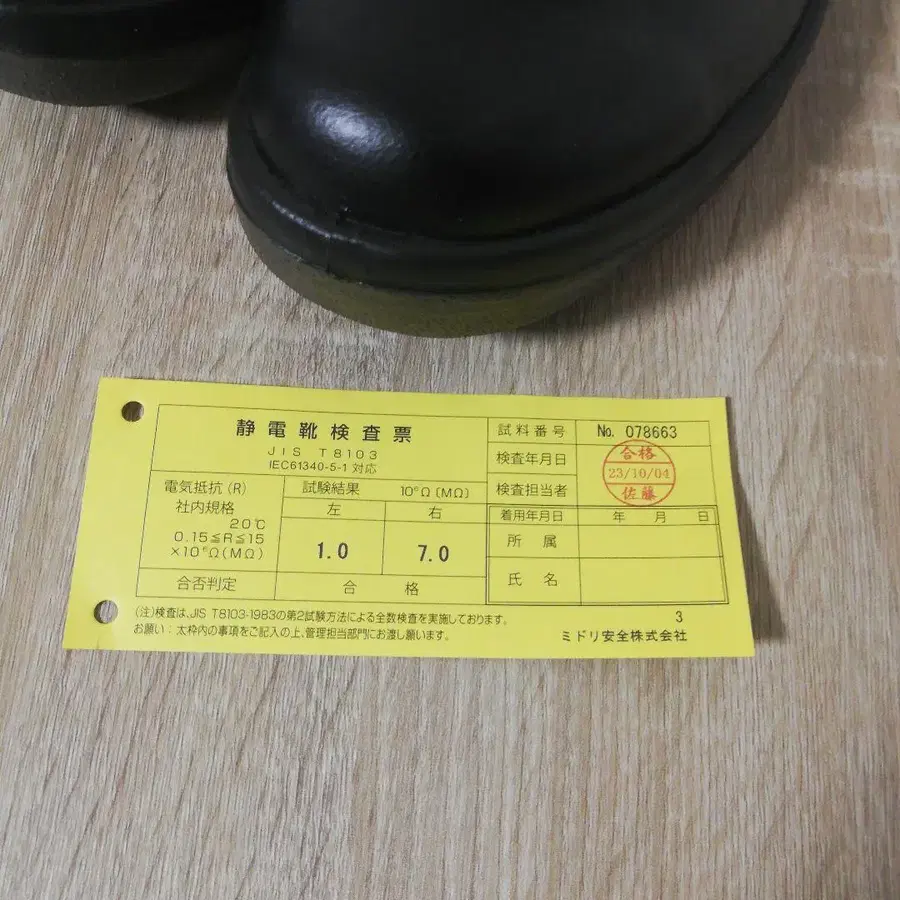 静電靴検査票
JIS T8103
IEC61340-5-1 対応
試料番号 No. 078663
検査年月日
検査担当者
合格
23/10/04
佐藤
電気抵抗(R)
社内規格
20℃
0.15≦R≦15
×10⁶Ω(MΩ)
試験結果 10⁶Ω(MΩ)
左 右
1.0 7.0
合否判定 合格
着用年月日 年 月 日
所属
氏名
(注)検査は、JIS T8103-1983の第2試験方法による全数検査を実施しております。
お願い:太枠内の事項をご記入の上、管理担当部門にお渡し願います。
3
ミドリ安全株式会社